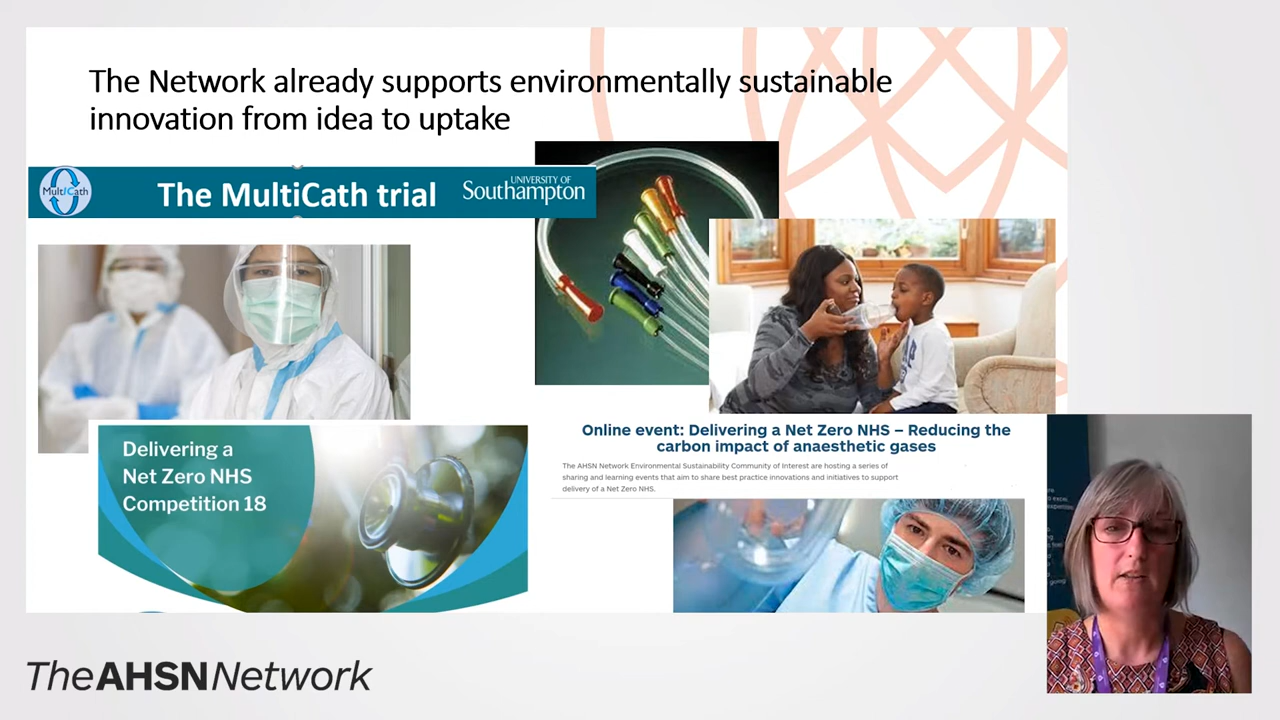 The Network already supports environmentally sustainable
innovation from idea to uptake
MultiCath
The MultiCath trial
UNIVERSITY OF
Southampton
Delivering a
Net Zero NHS
Competition 18
Online event: Delivering a Net Zero NHS – Reducing the
carbon impact of anaesthetic gases
The AHSN Network Environmental Sustainability Community of Interest are hosting a series of
sharing and learning events that aim to share best practice innovations and initiatives to support
delivery of a Net Zero NHS.
TheAHSNNetwork